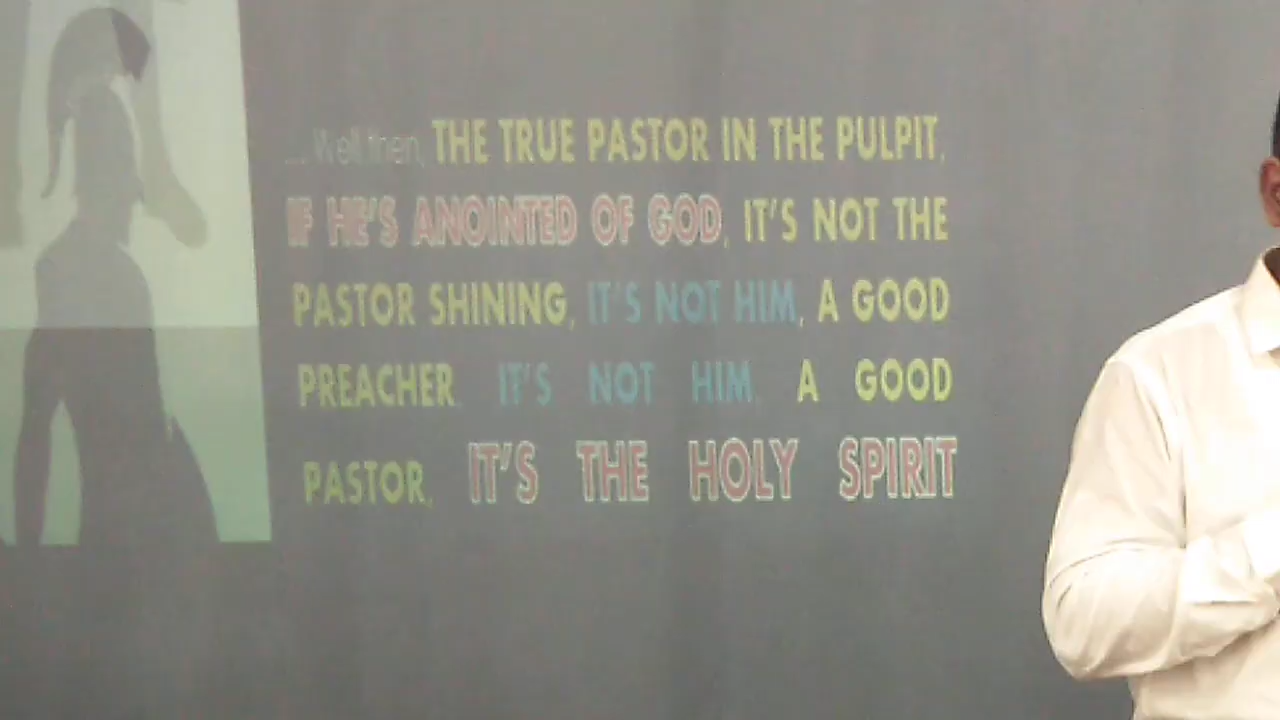 ... Well then, THE TRUE PASTOR IN THE PULPIT,
IF HE'S ANOINTED OF GOD, IT'S NOT THE
PASTOR SHINING, IT'S NOT HIM, A GOOD
PREACHER. IT'S NOT HIM. A GOOD
PASTOR, IT'S THE HOLY SPIRIT